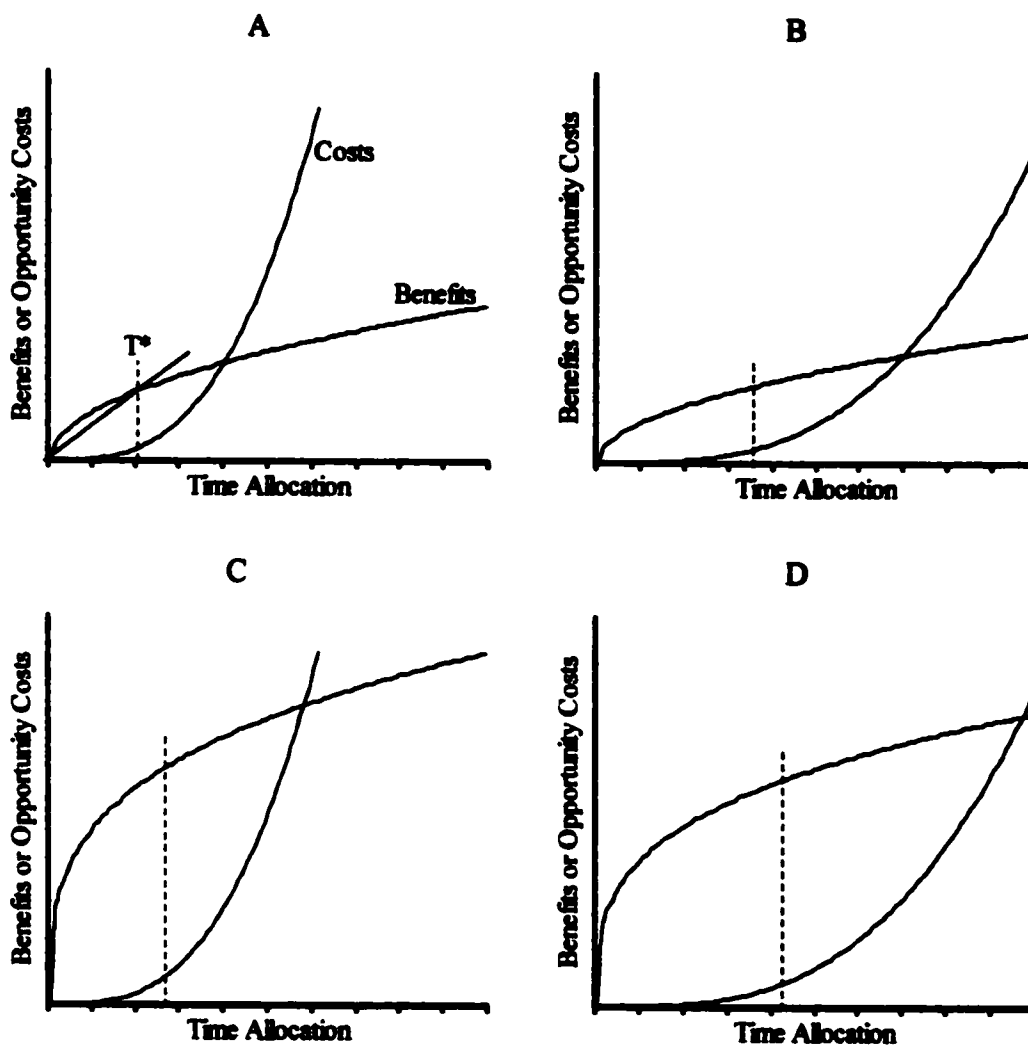 A
Benefits or Opportunity Costs
Costs
Benefits
T*
Time Allocation
B
Benefits or Opportunity Costs
Time Allocation
C
Benefits or Opportunity Costs
Time Allocation
D
Benefits or Opportunity Costs
Time Allocation